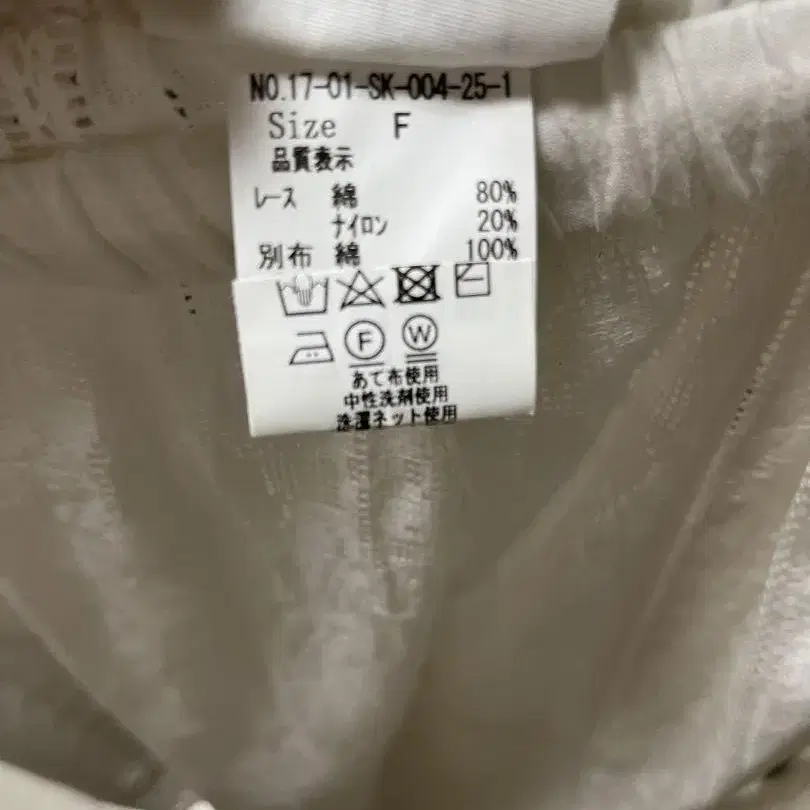 NO.17-01-SK-004-25-1
Size F
品質表示
レース 綿 80%
ナイロン 20%
別布 綿 100%
F W
あて布使用
中性洗剤使用
洗濯ネット使用